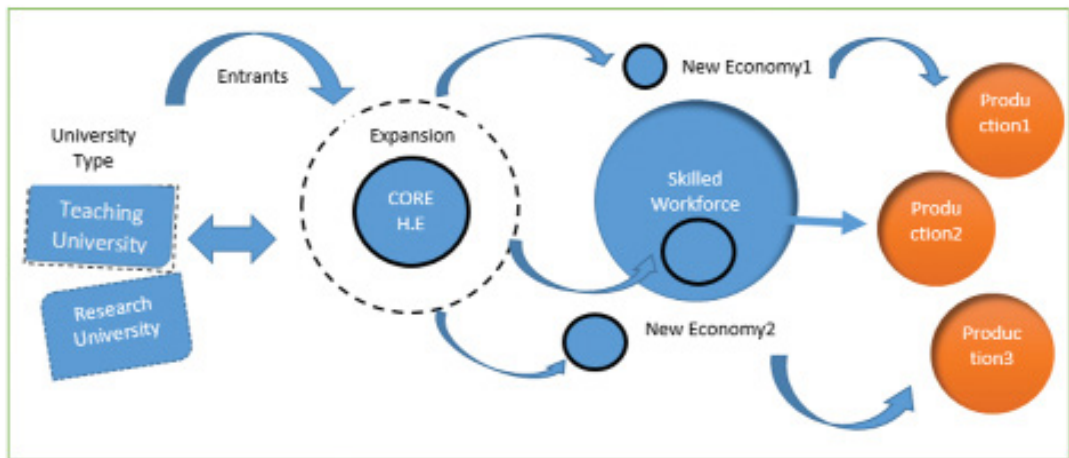 Entrants
University
Type
Teaching
University
Research
University
Expansion
CORE
H.E
New Economy1
Skilled
Workforce
New Economy2
Produ
ction1
Produ
ction2
Produc
tion3